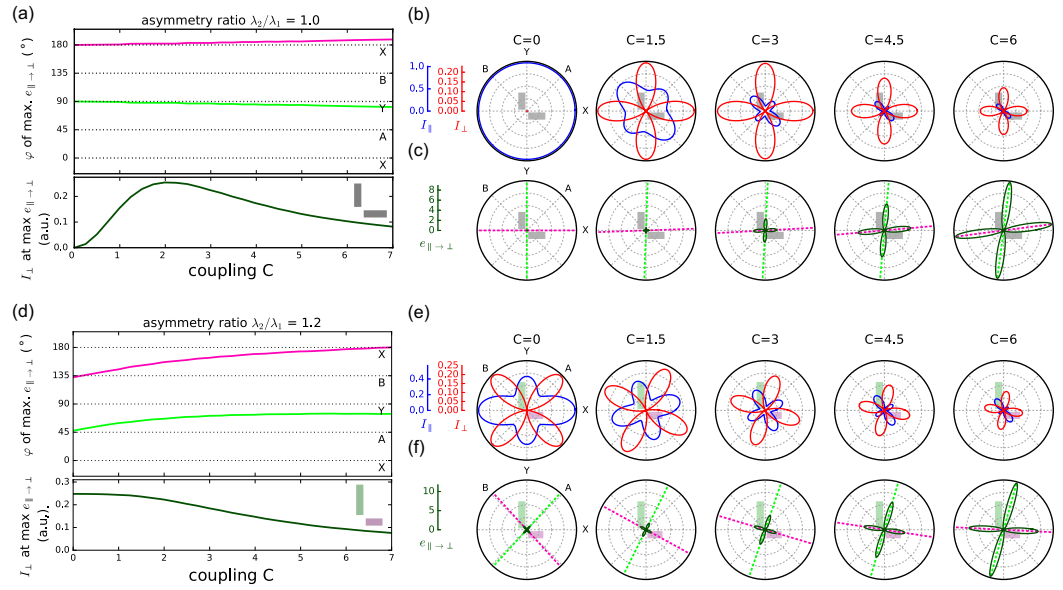 (a)
asymmetry ratio λ₂/λ₁ = 1.0
φ of max. e∥→⊥ (°)
180
135
90
45
0
X
B
Y
A
X
I⊥ at max e∥→⊥
(a.u.)
0.2
0.1
0.0
0 1 2 3 4 5 6 7
coupling C
(b)
C=0 C=1.5 C=3 C=4.5 C=6
Y
B A
X
1.0
0.5
0.0
I∥
0.20
0.15
0.10
0.05
0.00
I⊥
(c)
Y
B A
X
8
6
4
2
0
e∥→⊥
(d)
asymmetry ratio λ₂/λ₁ = 1.2
φ of max. e∥→⊥ (°)
180
135
90
45
0
X
B
Y
A
X
I⊥ at max e∥→⊥
(a.u,)
0.3
0.2
0.1
0.0
0 1 2 3 4 5 6 7
coupling C
(e)
C=0 C=1.5 C=3 C=4.5 C=6
Y
B A
X
0.4
0.2
0.0
I∥
0.25
0.20
0.15
0.10
0.05
0.00
I⊥
(f)
Y
B A
X
10
5
0
e∥→⊥